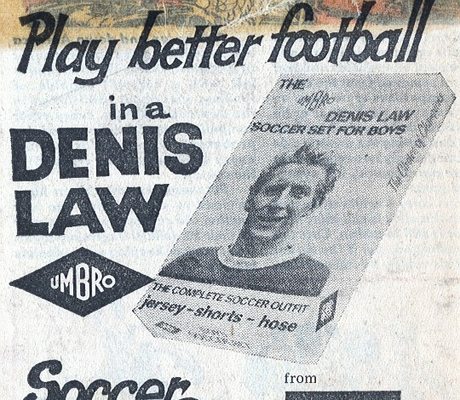 Play better football
in a
DENIS
LAW
UMBRO
THE
UMBRO
DENIS LAW
SOCCER SET FOR BOYS
The Choice of Champions
THE COMPLETE SOCCER OUTFIT
jersey - shorts - hose
Soccer
from